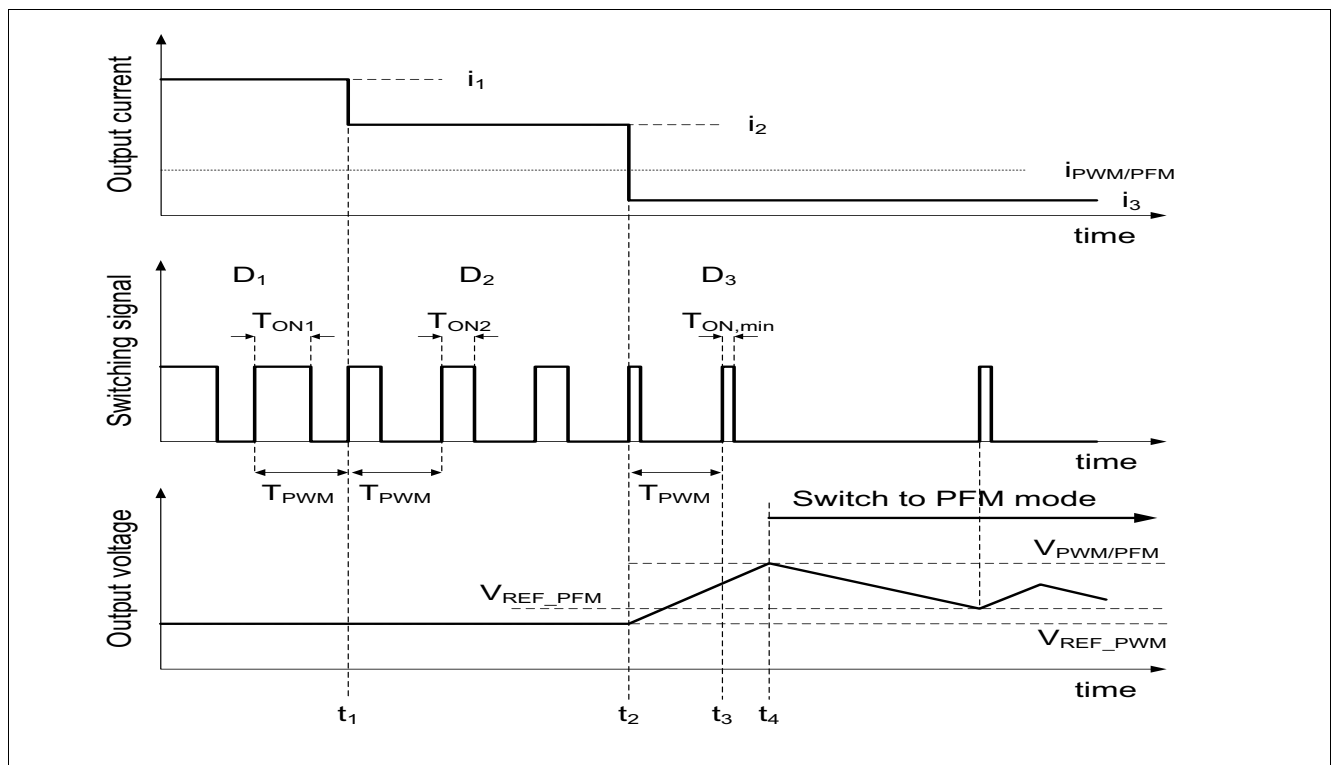 Output current
i₁
i₂
iPWM/PFM
i₃
time
Switching signal
D₁
D₂
D₃
TON1
TON2
TON,min
time
TPWM
TPWM
TPWM
Output voltage
Switch to PFM mode
VPWM/PFM
VREF_PFM
VREF_PWM
time
t₁
t₂
t₃
t₄